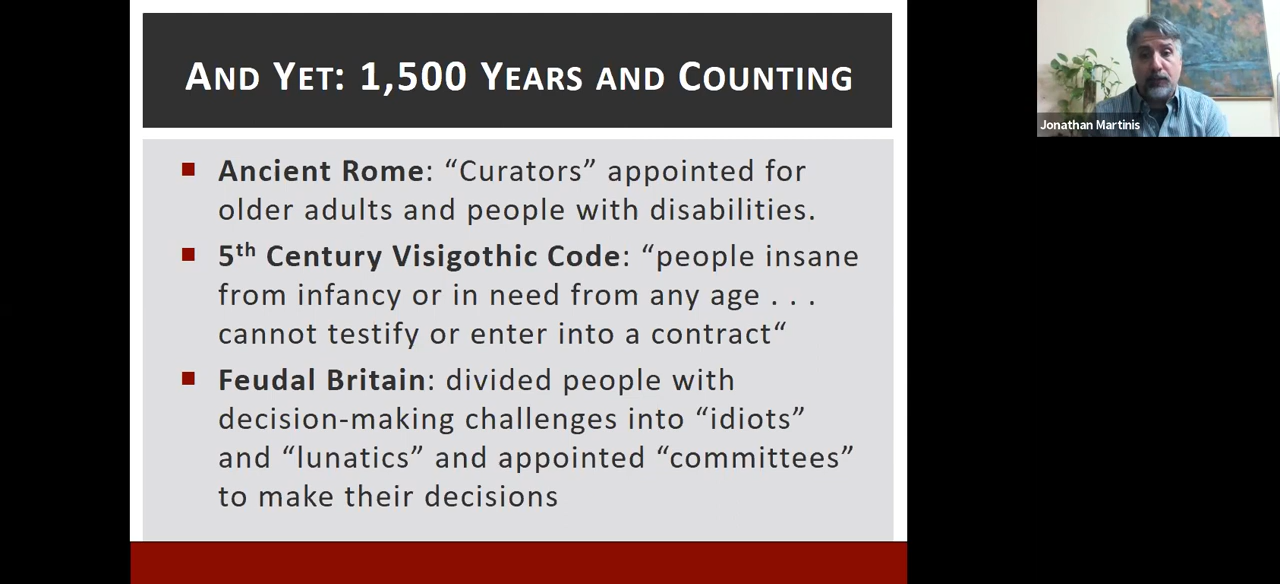 AND YET: 1,500 YEARS AND COUNTING
Jonathan Martinis
▪ Ancient Rome: “Curators” appointed for
older adults and people with disabilities.
▪ 5th Century Visigothic Code: “people insane
from infancy or in need from any age . . .
cannot testify or enter into a contract“
▪ Feudal Britain: divided people with
decision-making challenges into “idiots”
and “lunatics” and appointed “committees”
to make their decisions